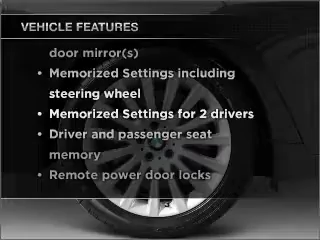 VEHICLE FEATURES
door mirror(s)
• Memorized Settings including
steering wheel
• Memorized Settings for 2 drivers
• Driver and passenger seat
memory
• Remote power door locks